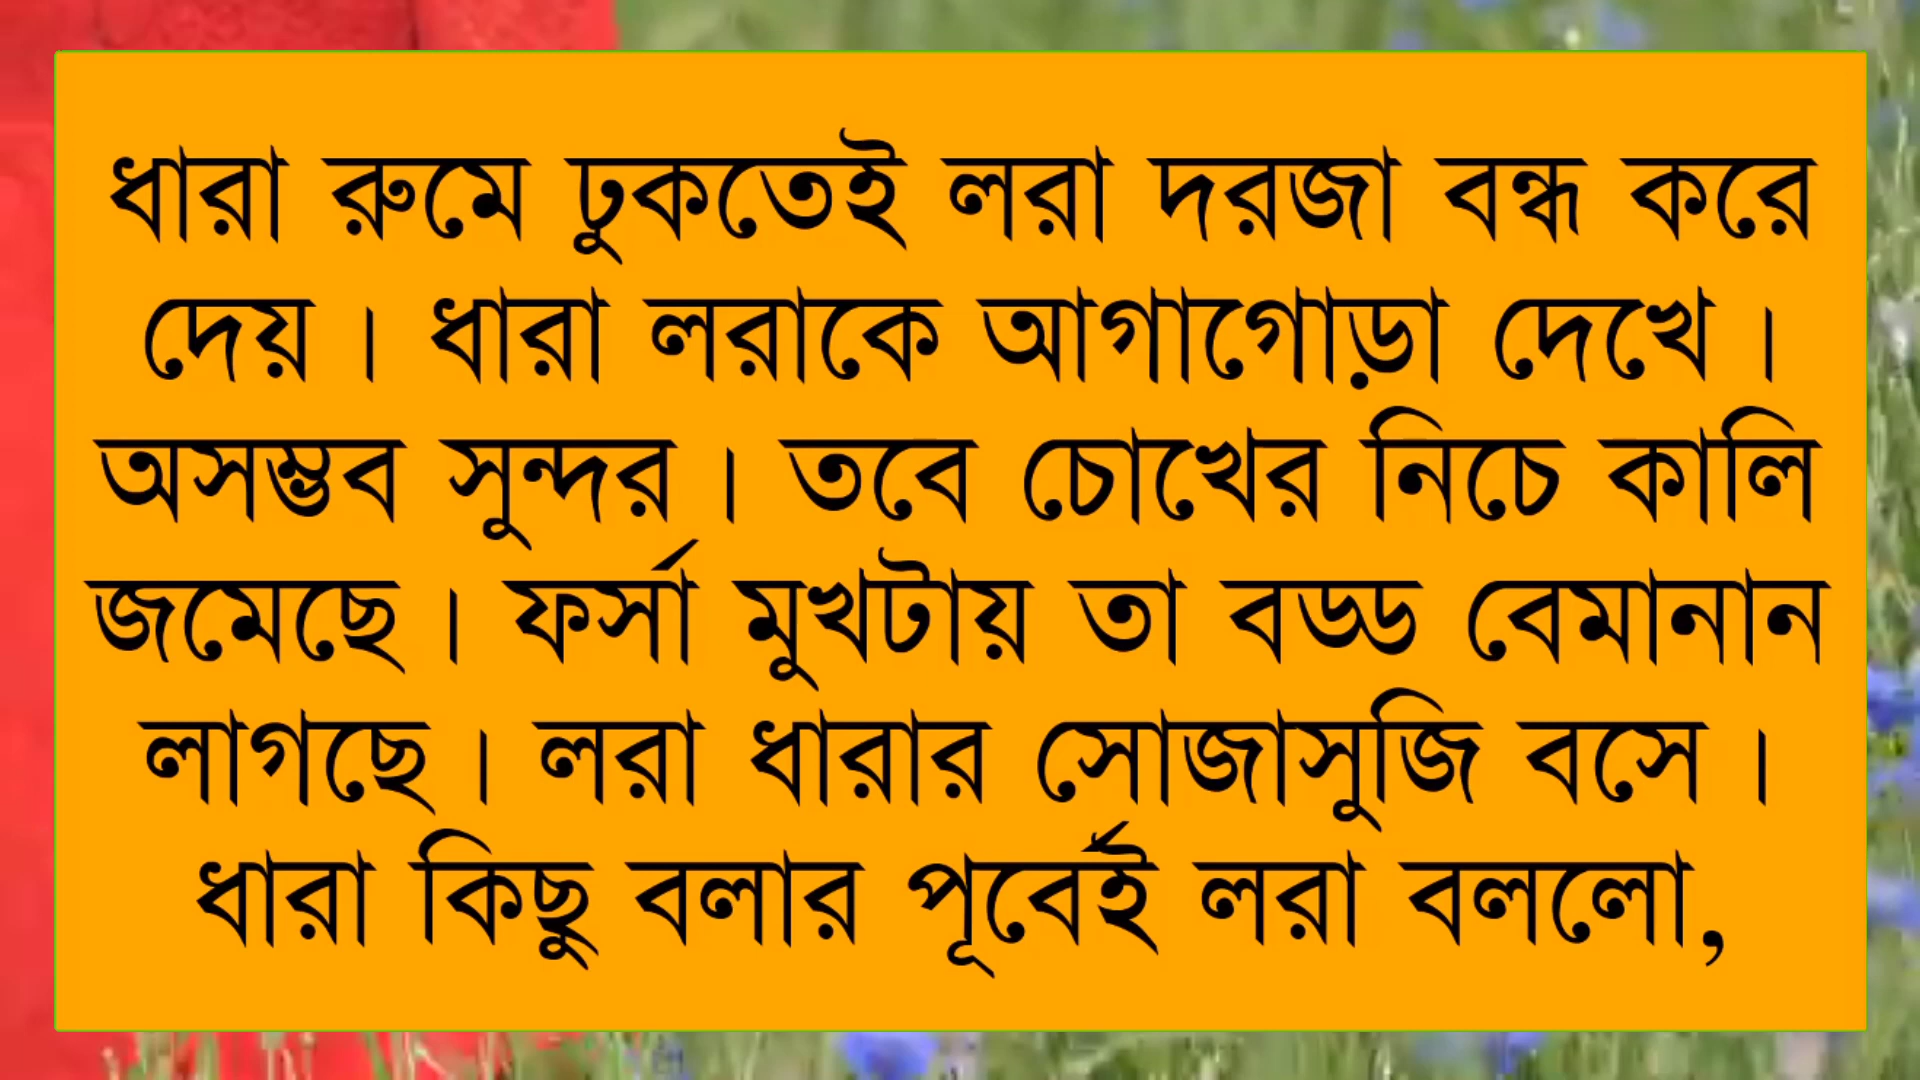 ধারা রুমে ঢুকতেই লরা দরজা বন্ধ করে
দেয়। ধারা লরাকে আগাগোড়া দেখে।
অসম্ভব সুন্দর। তবে চোখের নিচে কালি
জমেছে। ফর্সা মুখটায় তা বড্ড বেমানান
লাগছে। লরা ধারার সোজাসুজি বসে।
ধারা কিছু বলার পূর্বেই লরা বললো,